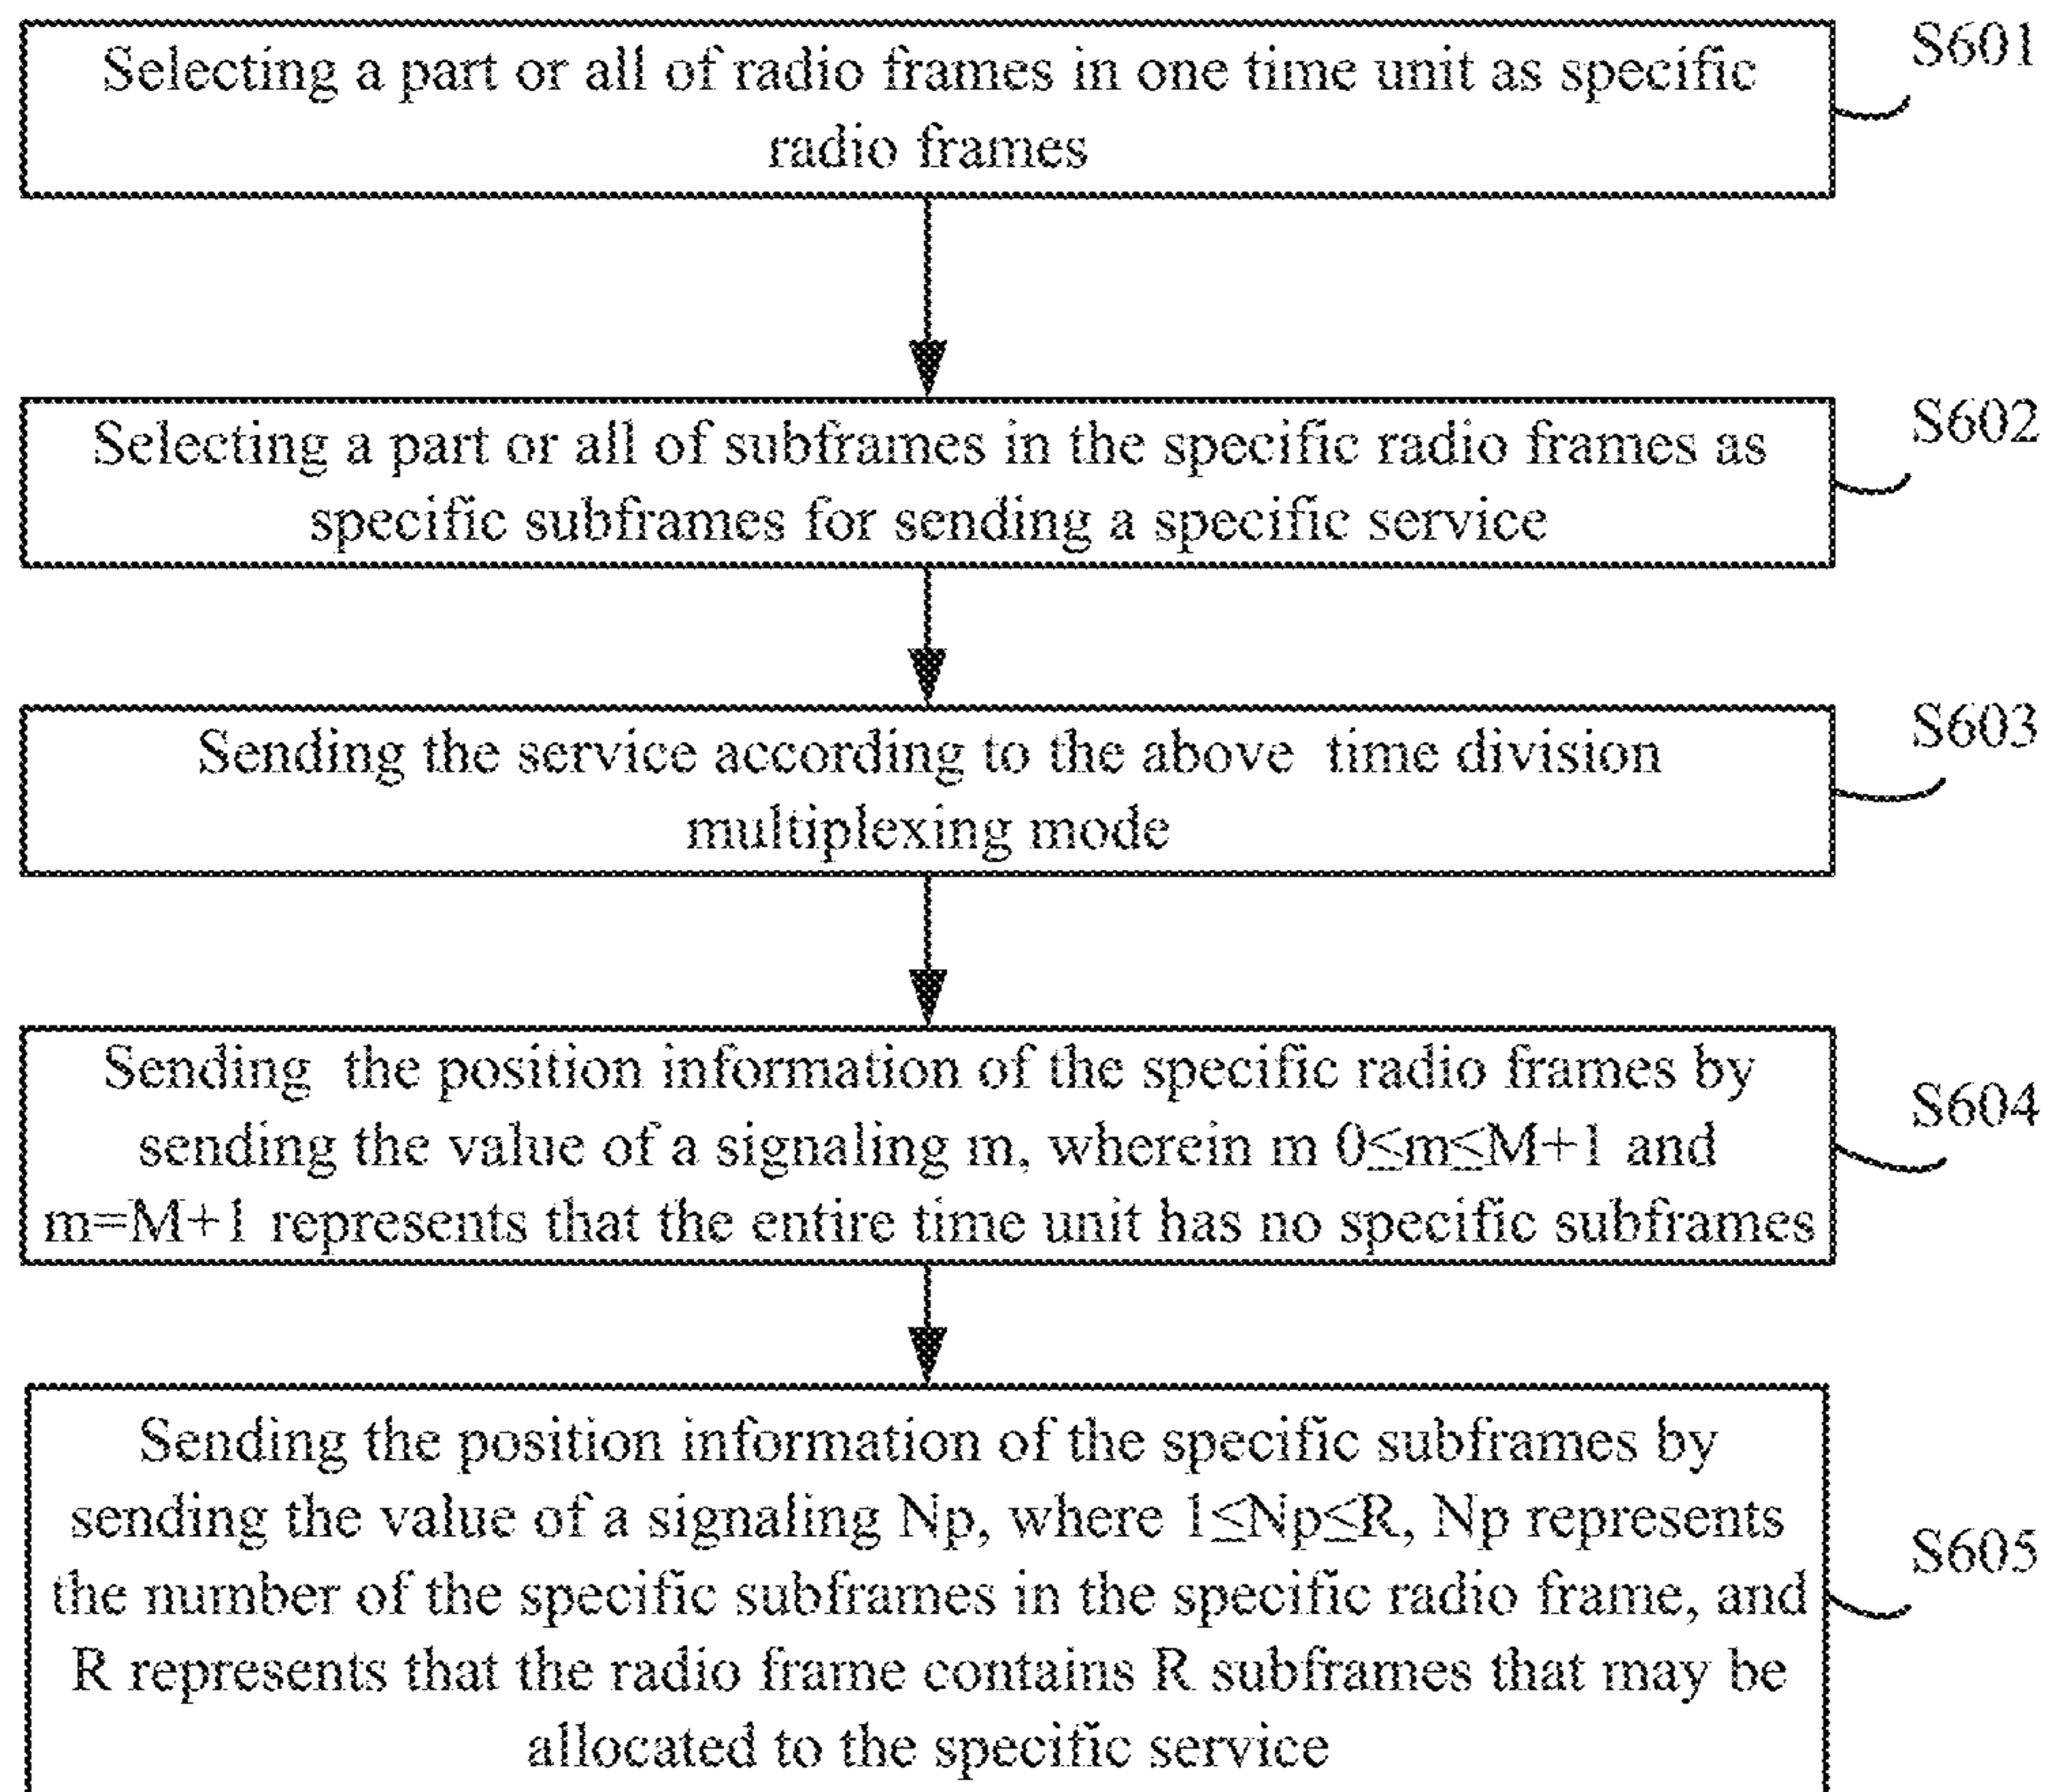 Selecting a part or all of radio frames in one time unit as specific
radio frames
S601
Selecting a part or all of subframes in the specific radio frames as
specific subframes for sending a specific service
S602
Sending the service according to the above time division
multiplexing mode
S603
Sending the position information of the specific radio frames by
sending the value of a signaling m, wherein m 0≤m≤M+1 and
m=M+1 represents that the entire time unit has no specific subframes
S604
Sending the position information of the specific subframes by
sending the value of a signaling Np, where 1≤Np≤R, Np represents
the number of the specific subframes in the specific radio frame, and
R represents that the radio frame contains R subframes that may be
allocated to the specific service
S605